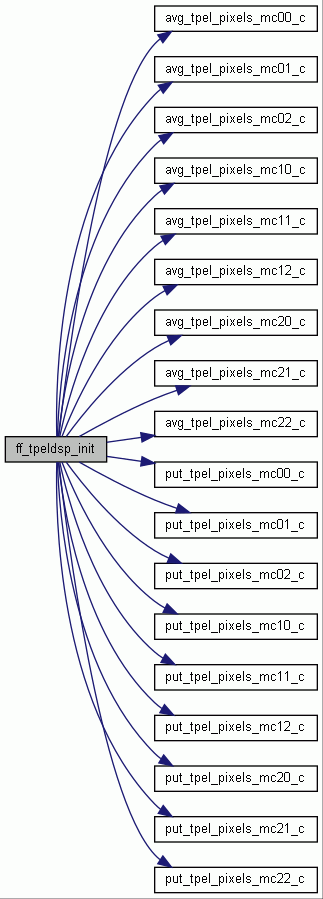 avg_tpel_pixels_mc00_c
avg_tpel_pixels_mc01_c
avg_tpel_pixels_mc02_c
avg_tpel_pixels_mc10_c
avg_tpel_pixels_mc11_c
avg_tpel_pixels_mc12_c
avg_tpel_pixels_mc20_c
avg_tpel_pixels_mc21_c
avg_tpel_pixels_mc22_c
ff_tpeldsp_init
put_tpel_pixels_mc00_c
put_tpel_pixels_mc01_c
put_tpel_pixels_mc02_c
put_tpel_pixels_mc10_c
put_tpel_pixels_mc11_c
put_tpel_pixels_mc12_c
put_tpel_pixels_mc20_c
put_tpel_pixels_mc21_c
put_tpel_pixels_mc22_c